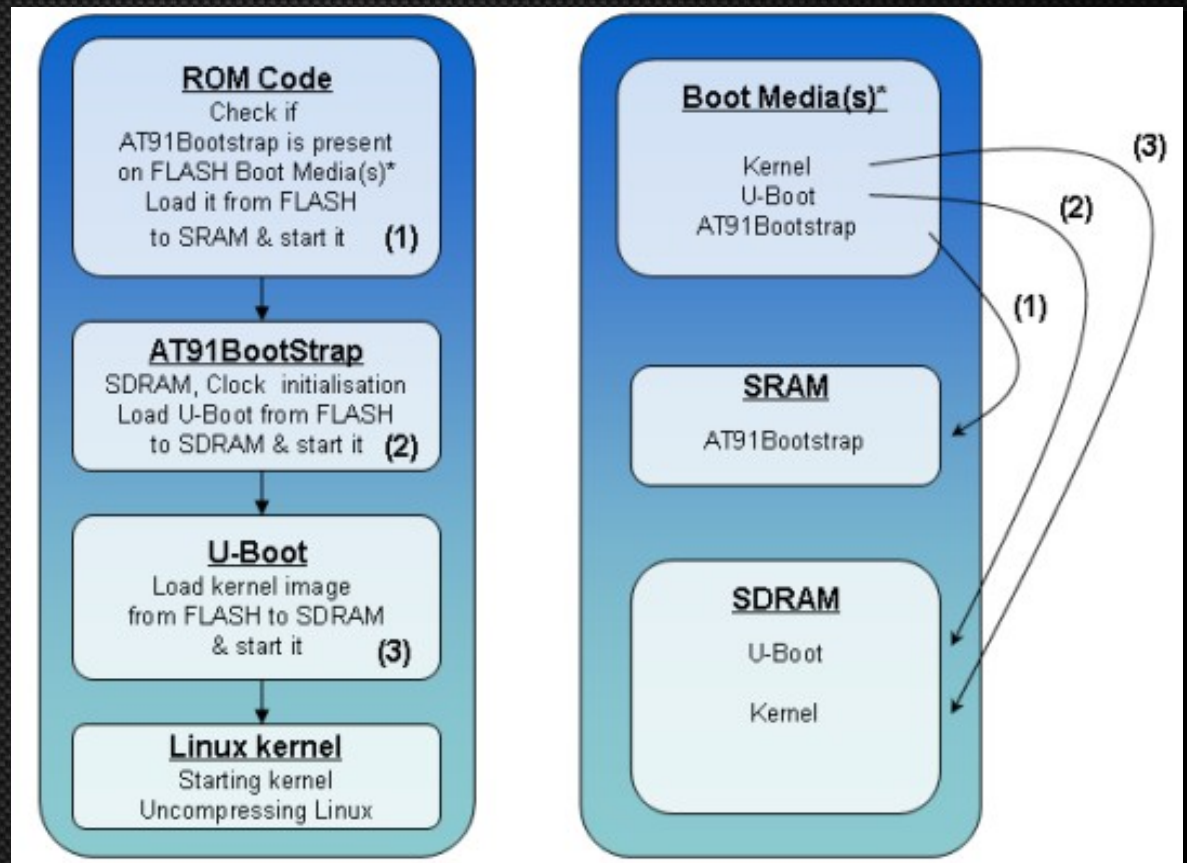 ROM Code
Check if
AT91Bootstrap is present
on FLASH Boot Media(s)*
Load it from FLASH
to SRAM & start it (1)
AT91BootStrap
SDRAM, Clock initialisation
Load U-Boot from FLASH
to SDRAM & start it (2)
U-Boot
Load kernel image
from FLASH to SDRAM
& start it (3)
Linux kernel
Starting kernel
Uncompressing Linux
Boot Media(s)*
Kernel
U-Boot
AT91Bootstrap
(3)
(2)
(1)
SRAM
AT91Bootstrap
SDRAM
U-Boot
Kernel